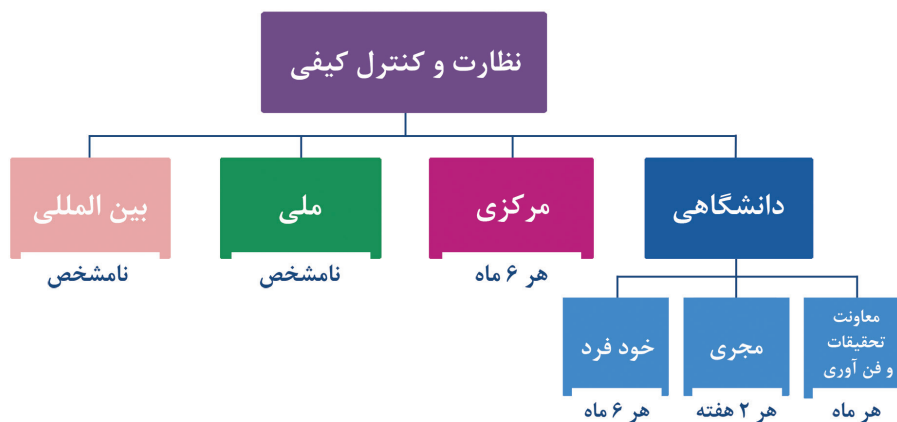 نظارت و کنترل کیفی
دانشگاهی
مرکزی
ملی
بین المللی
هر ۶ ماه
نامشخص
نامشخص
معاونت
تحقیقات
و فن آوری
مجری
خود فرد
هر ماه
هر ۲ هفته
هر ۶ ماه